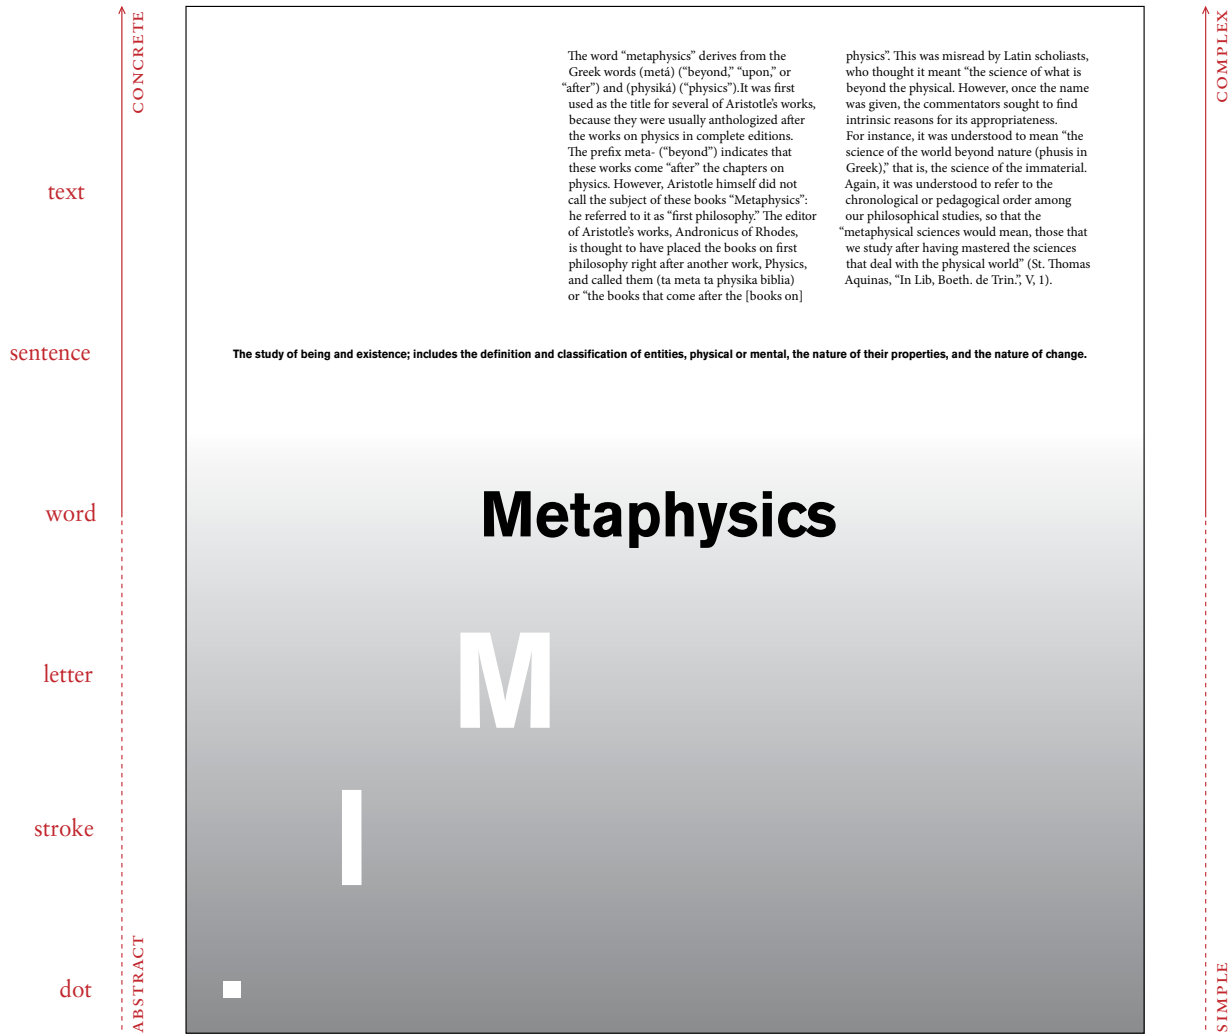 CONCRETE
COMPLEX
The word “metaphysics” derives from the
Greek words (metá) (“beyond,” “upon,” or
“after”) and (physiká) (“physics”).It was first
used as the title for several of Aristotle’s works,
because they were usually anthologized after
the works on physics in complete editions.
The prefix meta- (“beyond”) indicates that
these works come “after” the chapters on
physics. However, Aristotle himself did not
call the subject of these books “Metaphysics”:
he referred to it as “first philosophy.” The editor
of Aristotle’s works, Andronicus of Rhodes,
is thought to have placed the books on first
philosophy right after another work, Physics,
and called them (ta meta ta physika biblia)
or “the books that come after the [books on]
physics”. This was misread by Latin scholiasts,
who thought it meant “the science of what is
beyond the physical. However, once the name
was given, the commentators sought to find
intrinsic reasons for its appropriateness.
For instance, it was understood to mean “the
science of the world beyond nature (phusis in
Greek),” that is, the science of the immaterial.
Again, it was understood to refer to the
chronological or pedagogical order among
our philosophical studies, so that the
“metaphysical sciences would mean, those that
we study after having mastered the sciences
that deal with the physical world” (St. Thomas
Aquinas, “In Lib, Boeth. de Trin.”, V, 1).
text
sentence
The study of being and existence; includes the definition and classification of entities, physical or mental, the nature of their properties, and the nature of change.
word
Metaphysics
letter
M
stroke
dot
ABSTRACT
SIMPLE